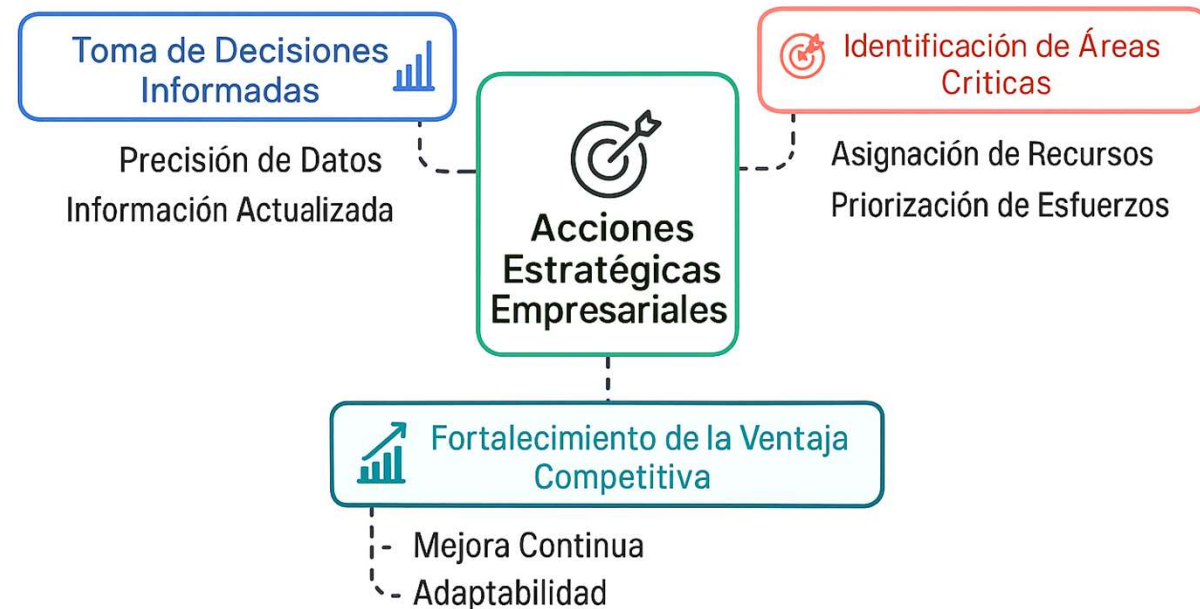 Toma de Decisiones
Informadas
Precisión de Datos
Información Actualizada
Identificación de Áreas
Criticas
Asignación de Recursos
Priorización de Esfuerzos
Acciones
Estratégicas
Empresariales
Fortalecimiento de la Ventaja
Competitiva
- Mejora Continua
- Adaptabilidad